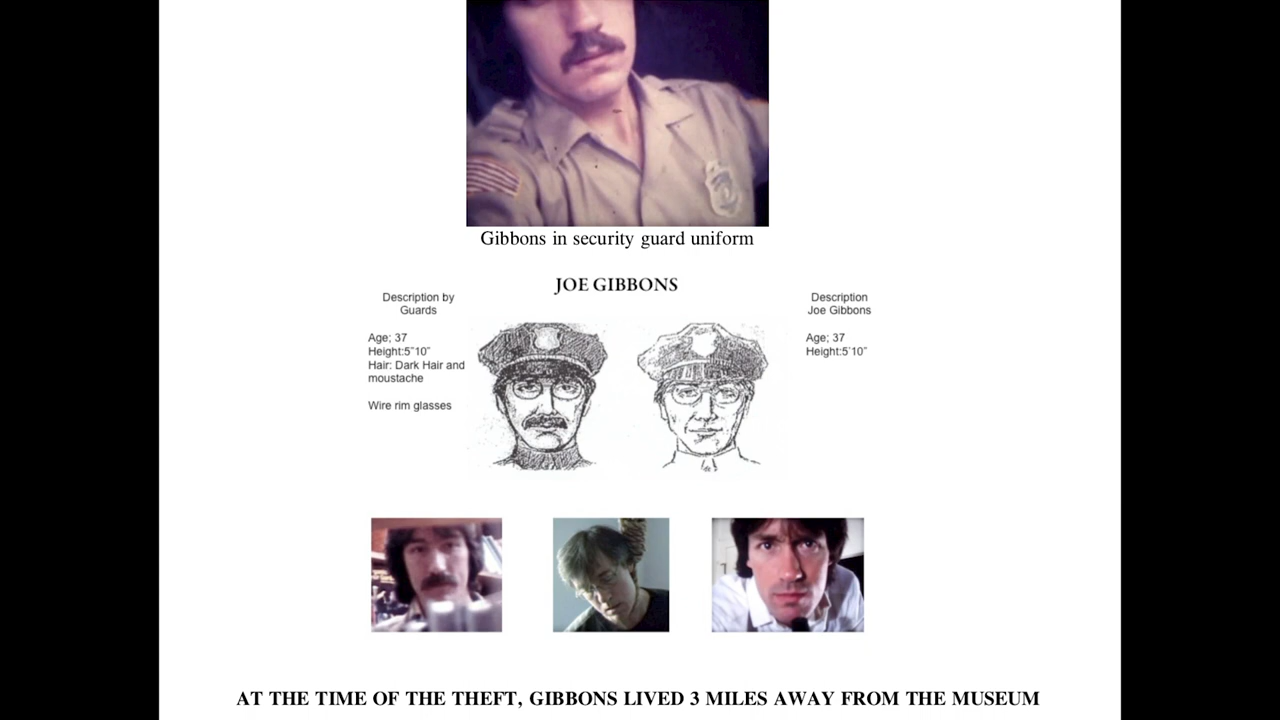 Gibbons in security guard uniform
JOE GIBBONS
Description by
Guards
Age; 37
Height:5"10"
Hair: Dark Hair and
moustache
Wire rim glasses
Description
Joe Gibbons
Age; 37
Height:5'10"
AT THE TIME OF THE THEFT, GIBBONS LIVED 3 MILES AWAY FROM THE MUSEUM